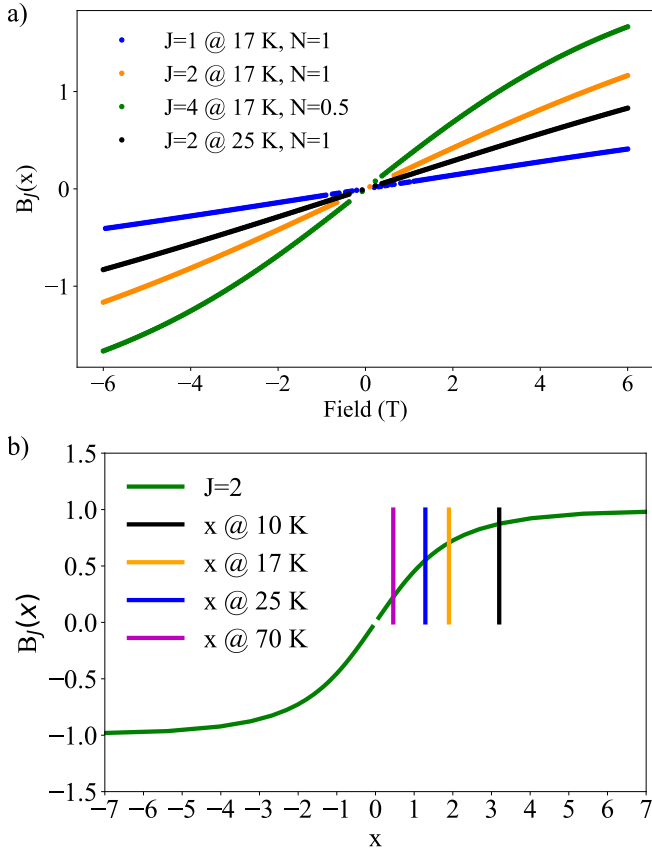 a)
J=1 @ 17 K, N=1
J=2 @ 17 K, N=1
J=4 @ 17 K, N=0.5
J=2 @ 25 K, N=1
B_J(x)
1
0
−1
−6 −4 −2 0 2 4 6
Field (T)
b)
J=2
x @ 10 K
x @ 17 K
x @ 25 K
x @ 70 K
B_J(x)
1.5
1.0
0.5
0.0
−0.5
−1.0
−1.5
−7 −6 −5 −4 −3 −2 −1 0 1 2 3 4 5 6 7
x